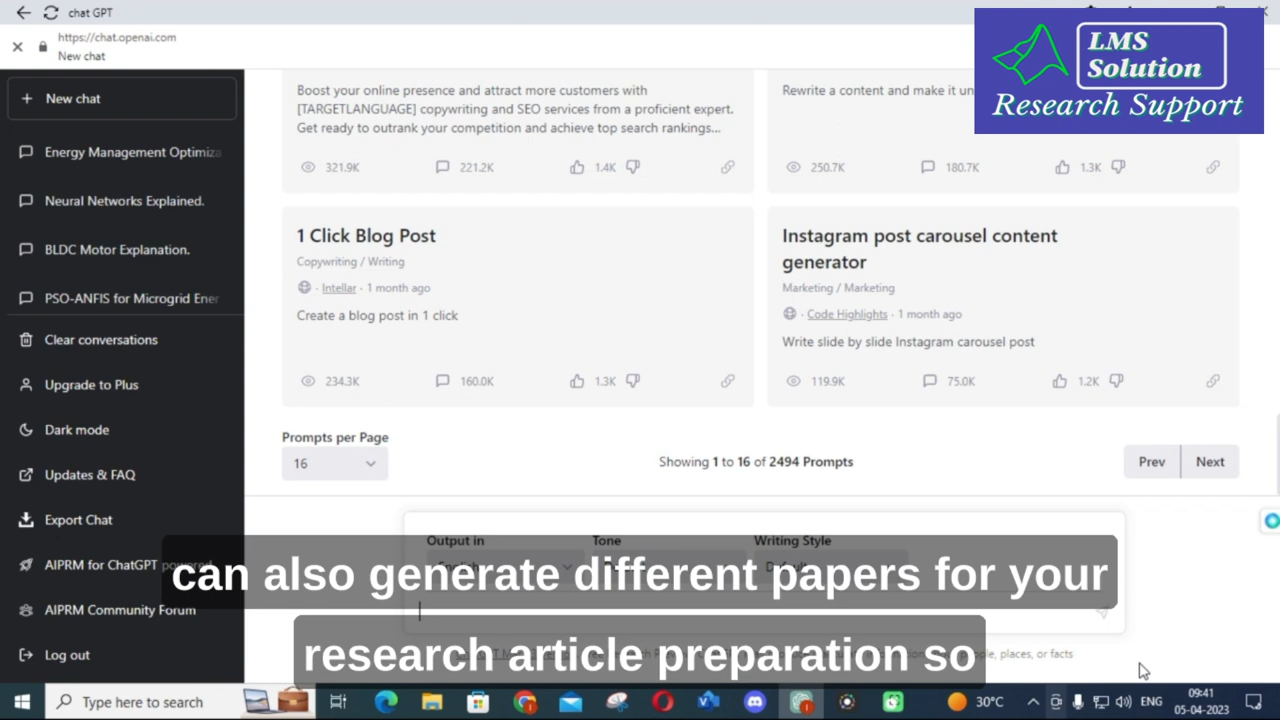 chat GPT
https://chat.openai.com
New chat
LMS
Solution
Research Support
New chat
Energy Management Optimiza
Neural Networks Explained.
BLDC Motor Explanation.
PSO-ANFIS for Microgrid Ener
Clear conversations
Upgrade to Plus
Dark mode
Updates & FAQ
Export Chat
AIPRM for ChatGPT powered
AIPRM Community Forum
Log out
Boost your online presence and attract more customers with
[TARGETLANGUAGE] copywriting and SEO services from a proficient expert.
Get ready to outrank your competition and achieve top search rankings...
321.9K 221.2K 1.4K
Rewrite a content and make it un
250.7K 180.7K 1.3K
1 Click Blog Post
Copywriting / Writing
· Intellar · 1 month ago
Create a blog post in 1 click
234.3K 160.0K 1.3K
Instagram post carousel content
generator
Marketing / Marketing
· Code Highlights · 1 month ago
Write slide by slide Instagram carousel post
119.9K 75.0K 1.2K
Prompts per Page
16
Showing 1 to 16 of 2494 Prompts
Prev Next
Output in Tone Writing Style
can also generate different papers for your
research article preparation so
people, places, or facts
Type here to search
30°C
ENG
09:41
05-04-2023